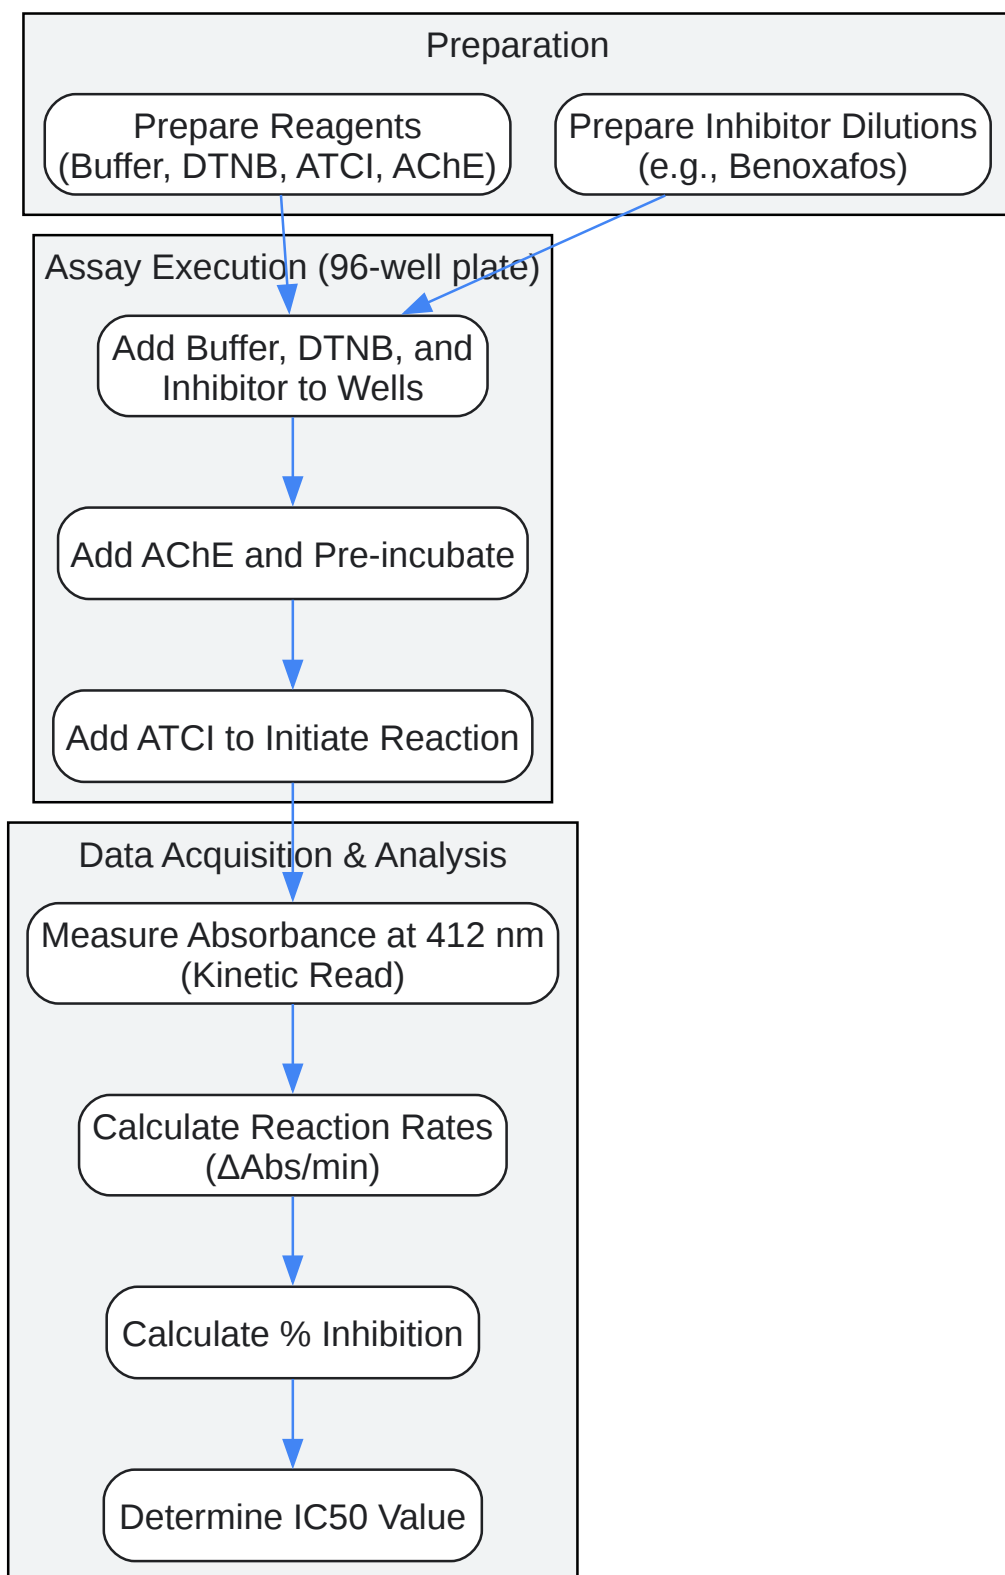 Preparation
Prepare Reagents
(Buffer, DTNB, ATCI, AChE)
Prepare Inhibitor Dilutions
(e.g., Benoxafos)
Assay Execution (96-well plate)
Add Buffer, DTNB, and
Inhibitor to Wells
Add AChE and Pre-incubate
Add ATCI to Initiate Reaction
Data Acquisition & Analysis
Measure Absorbance at 412 nm
(Kinetic Read)
Calculate Reaction Rates
(ΔAbs/min)
Calculate % Inhibition
Determine IC50 Value